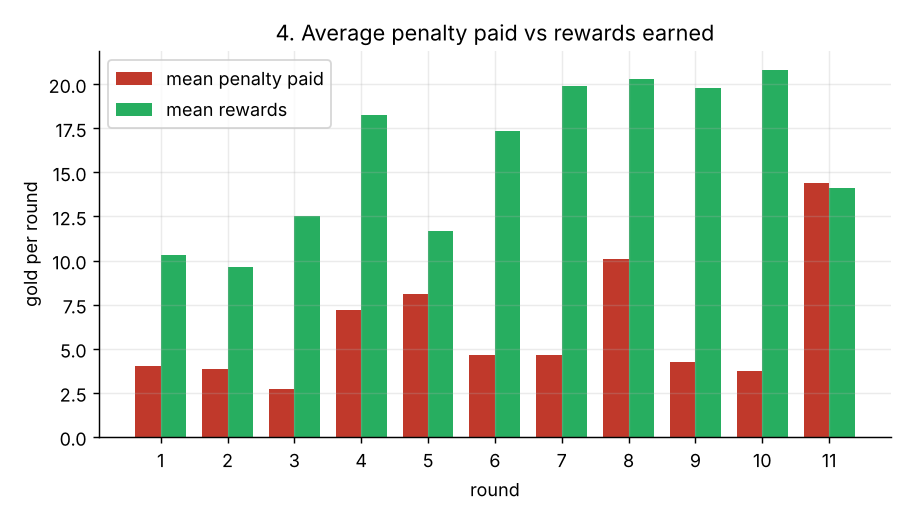 4. Average penalty paid vs rewards earned
mean penalty paid
mean rewards
gold per round
20.0
17.5
15.0
12.5
10.0
7.5
5.0
2.5
0.0
1 2 3 4 5 6 7 8 9 10 11
round